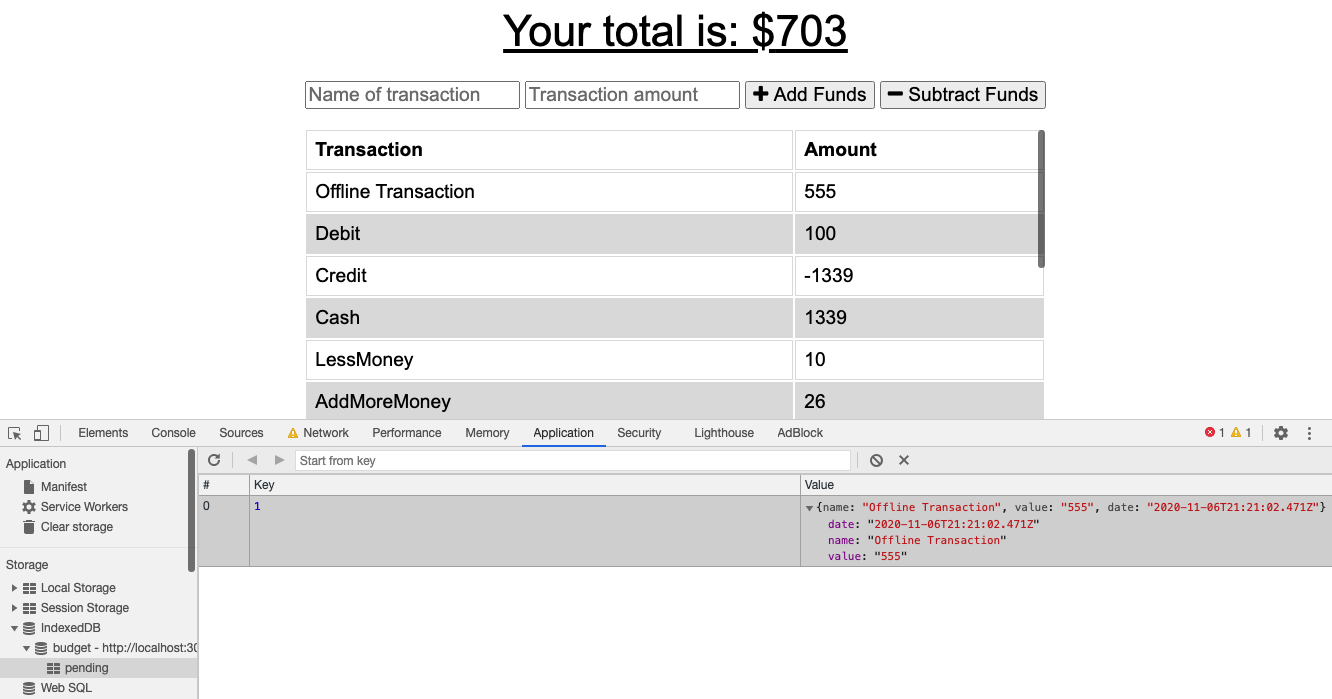 Your total is: $703
Name of transaction Transaction amount Add Funds Subtract Funds
Transaction Amount
Offline Transaction 555
Debit 100
Credit -1339
Cash 1339
LessMoney 10
AddMoreMoney 26
Elements Console Sources Network Performance Memory Application Security Lighthouse AdBlock 1 1
Application
Manifest
Service Workers
Clear storage
Storage
Local Storage
Session Storage
IndexedDB
budget - http://localhost:30
pending
Web SQL
Start from key
# Key Value
0 1 {name: "Offline Transaction", value: "555", date: "2020-11-06T21:21:02.471Z"}
date: "2020-11-06T21:21:02.471Z"
name: "Offline Transaction"
value: "555"